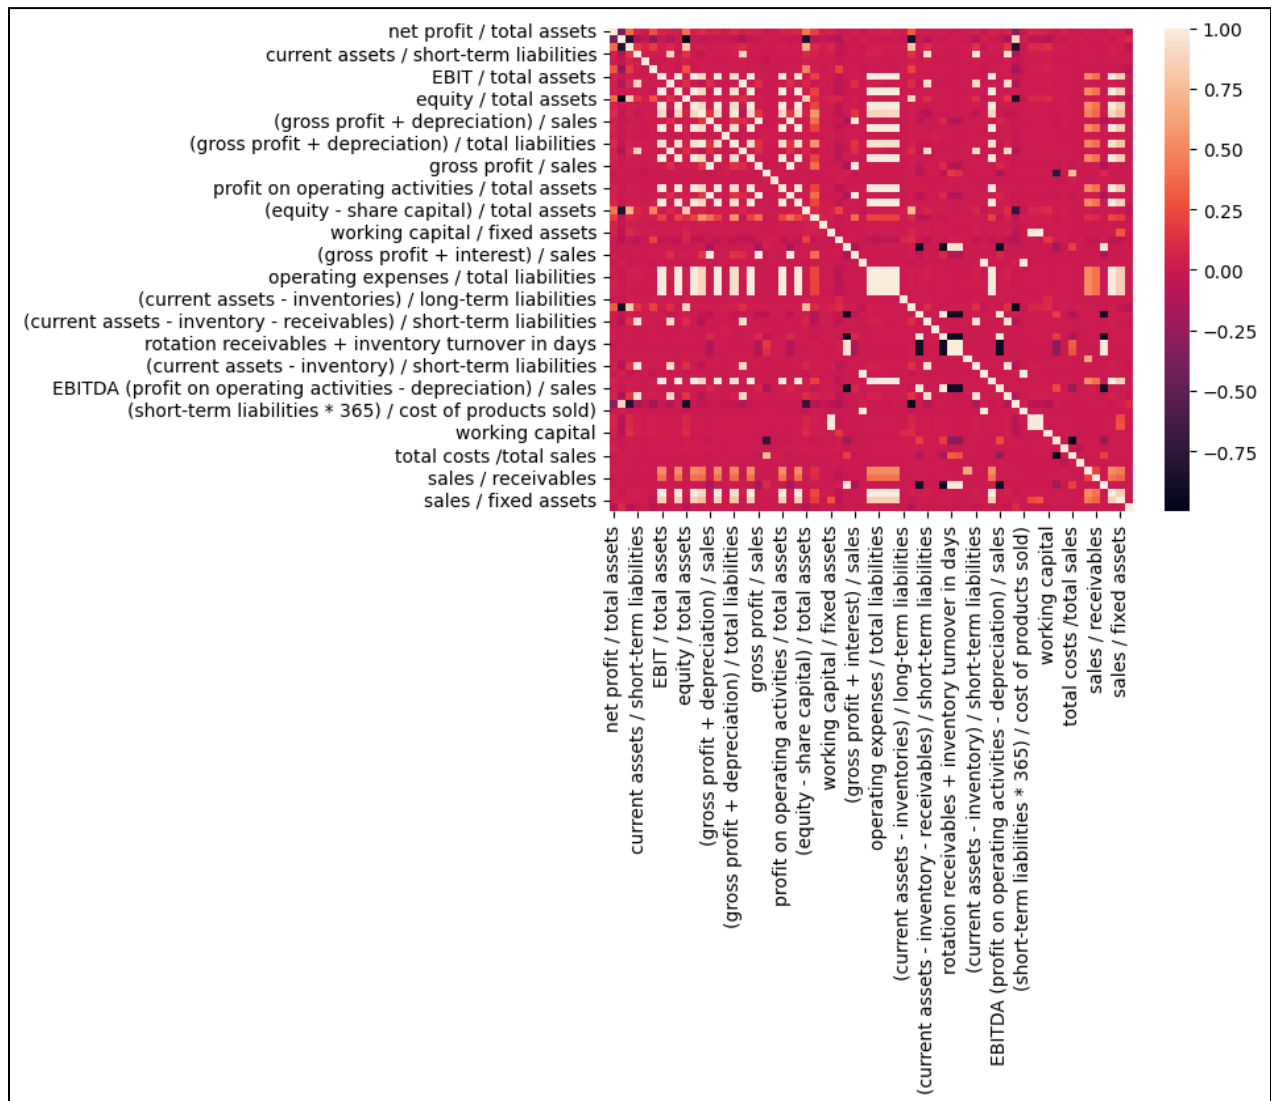 net profit / total assets
current assets / short-term liabilities
EBIT / total assets
equity / total assets
(gross profit + depreciation) / sales
(gross profit + depreciation) / total liabilities
gross profit / sales
profit on operating activities / total assets
(equity - share capital) / total assets
working capital / fixed assets
(gross profit + interest) / sales
operating expenses / total liabilities
(current assets - inventories) / long-term liabilities
(current assets - inventory - receivables) / short-term liabilities
rotation receivables + inventory turnover in days
(current assets - inventory) / short-term liabilities
EBITDA (profit on operating activities - depreciation) / sales
(short-term liabilities * 365) / cost of products sold)
working capital
total costs /total sales
sales / receivables
sales / fixed assets
1.00
0.75
0.50
0.25
0.00
−0.25
−0.50
−0.75
net profit / total assets
current assets / short-term liabilities
EBIT / total assets
equity / total assets
(gross profit + depreciation) / sales
(gross profit + depreciation) / total liabilities
gross profit / sales
profit on operating activities / total assets
(equity - share capital) / total assets
working capital / fixed assets
(gross profit + interest) / sales
operating expenses / total liabilities
(current assets - inventories) / long-term liabilities
(current assets - inventory - receivables) / short-term liabilities
rotation receivables + inventory turnover in days
(current assets - inventory) / short-term liabilities
EBITDA (profit on operating activities - depreciation) / sales
(short-term liabilities * 365) / cost of products sold)
working capital
total costs /total sales
sales / receivables
sales / fixed assets